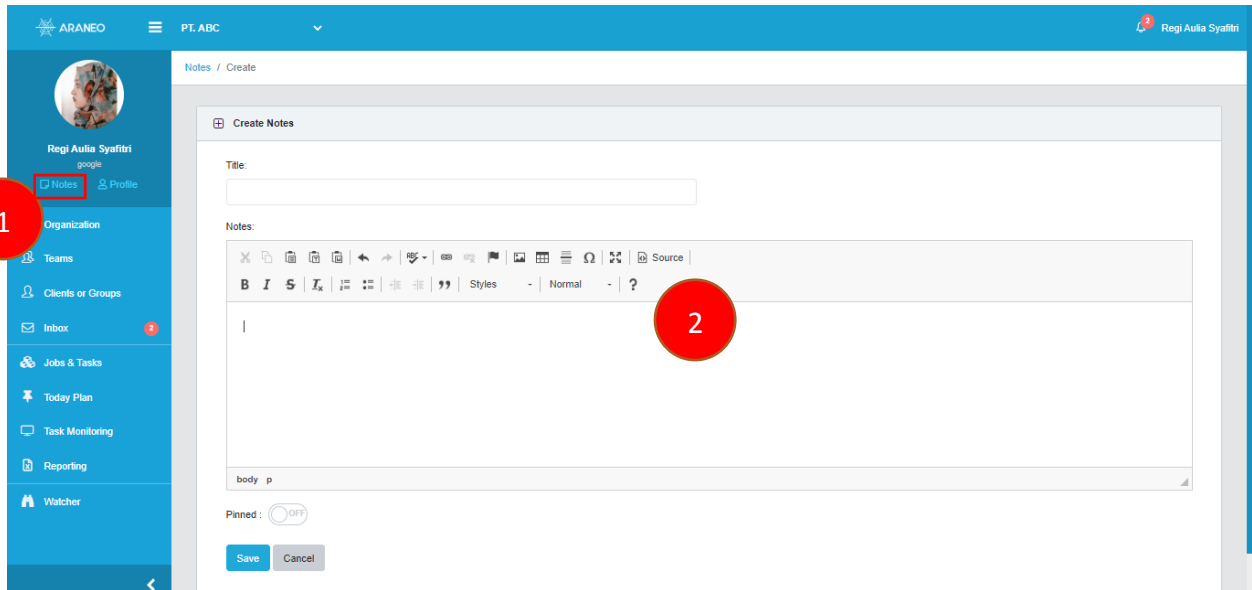 ARANEO
PT. ABC
2
Regi Aulia Syafitri
Notes / Create
Regi Aulia Syafitri
google
Notes Profile
1
Organization
Teams
Clients or Groups
Inbox 2
Jobs & Tasks
Today Plan
Task Monitoring
Reporting
Watcher
Create Notes
Title:
Notes:
ABC Ω Source
B I S Ix Styles Normal ?
2
body p
Pinned : OFF
Save Cancel